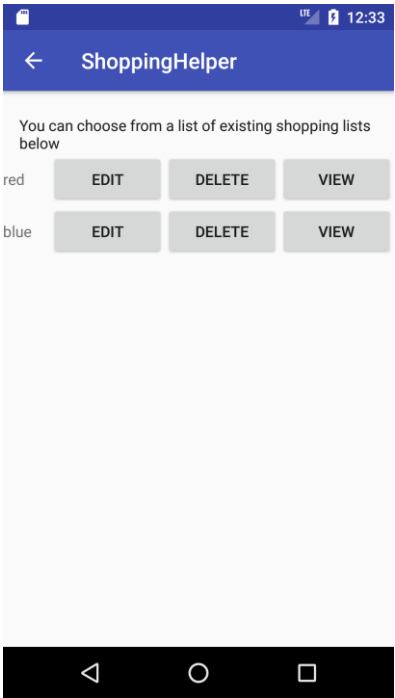 LTE 12:33
ShoppingHelper
You can choose from a list of existing shopping lists
below
red EDIT DELETE VIEW
blue EDIT DELETE VIEW